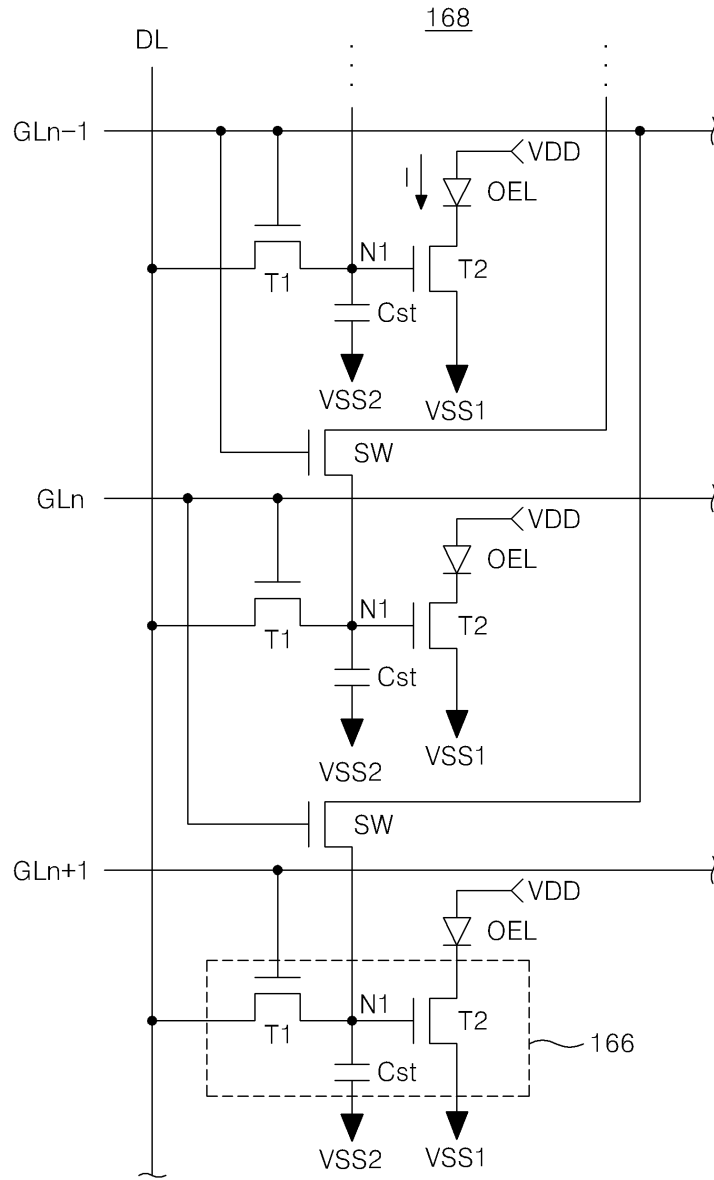 168
DL
GLn-1
VDD
I
OEL
N1
T1
T2
Cst
VSS2
VSS1
SW
GLn
VDD
OEL
N1
T1
T2
Cst
VSS2
VSS1
SW
GLn+1
VDD
OEL
N1
T1
T2
166
Cst
VSS2
VSS1